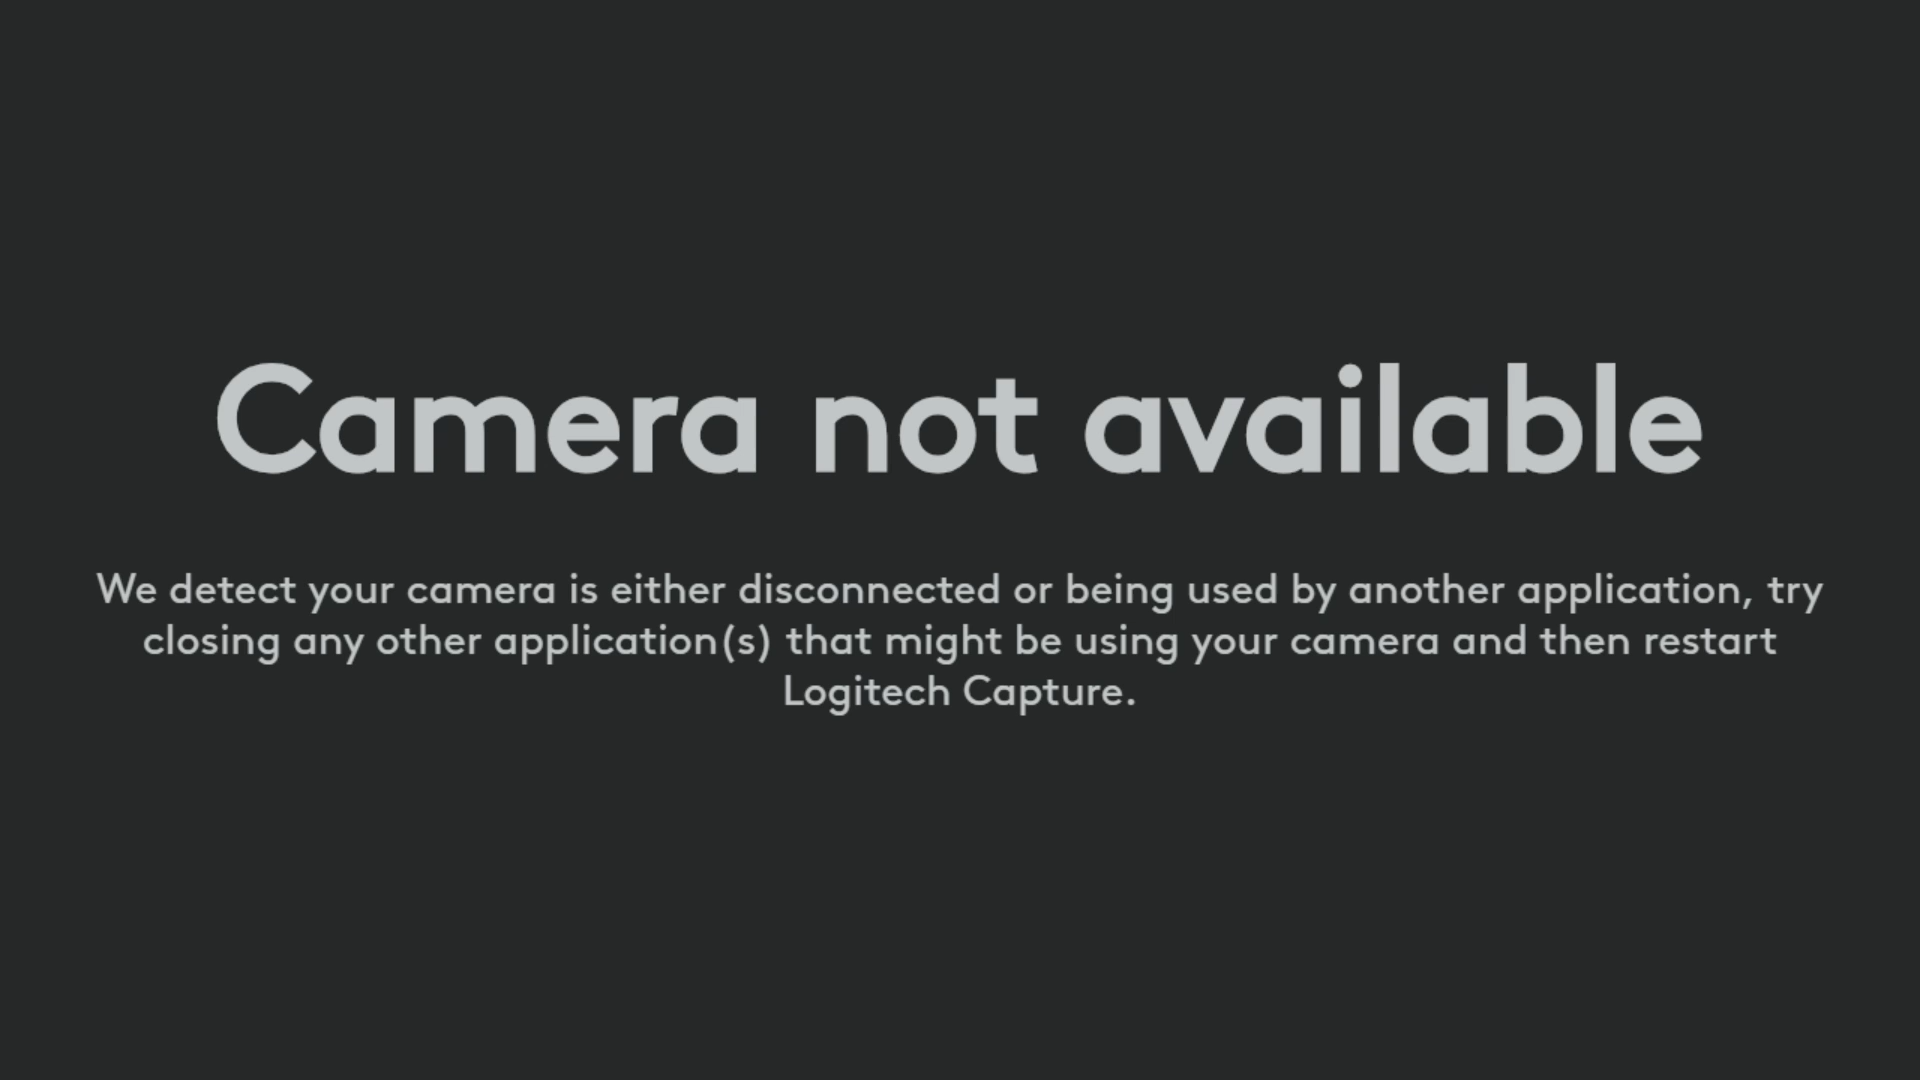 Camera not available
We detect your camera is either disconnected or being used by another application, try
closing any other application(s) that might be using your camera and then restart
Logitech Capture.